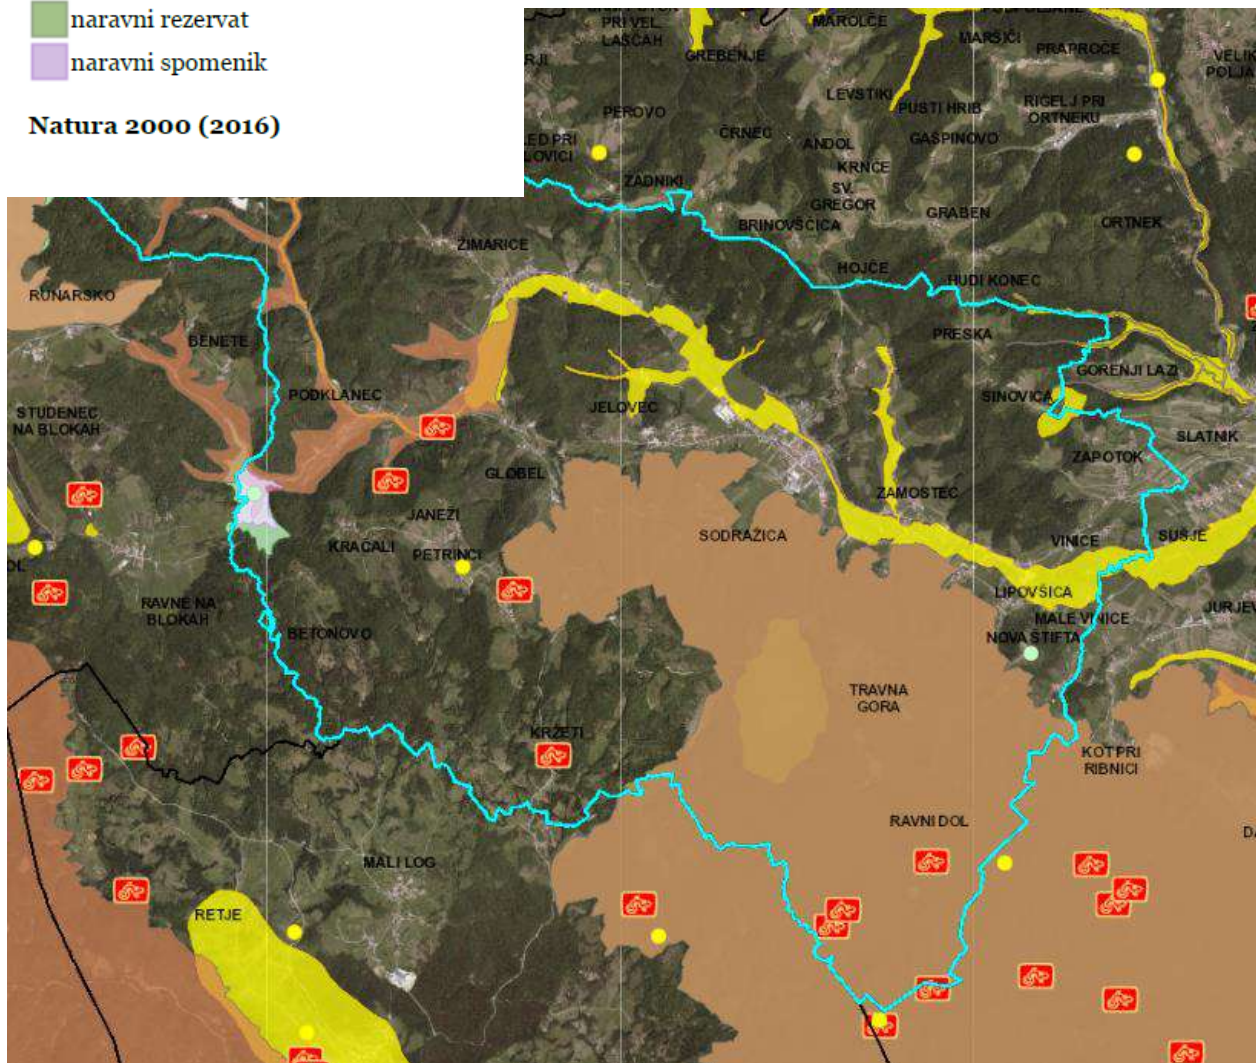 naravni rezervat
naravni spomenik
Natura 2000 (2016)
PRI VEL.
LAŠČAH
MAROLČE
GREBENJE
MARŠIČI
PRAPROČE
LEVSTIKI
PUSTI HRIB
RIGELJ PRI
ORTNEKU
PEROVO
ČRNEC
ANDOL
GAŠPINOVO
KRNČE
ZADNIKI
SV.
GREGOR
GRABEN
BRINOVŠČICA
ORTNEK
ŽIMARICE
HOJČE
HUDI KONEC
RUNARSKO
BENETE
PRESKA
GORENJI LAZI
PODKLANEC
SINOVICA
JELOVEC
STUDENEC
NA BLOKAH
SLATNIK
ZAPOTOK
GLOBEL
ZAMOSTEC
JANEŽI
SODRAŽICA
SUŠJE
VINICE
KRAČALI
PETRINCI
LIPOVŠICA
RAVNE NA
BLOKAH
MALE VINICE
BETONOVO
NOVA ŠTIFTA
TRAVNA
GORA
KRŽETI
KOT PRI
RIBNICI
RAVNI DOL
MALI LOG
RETJE